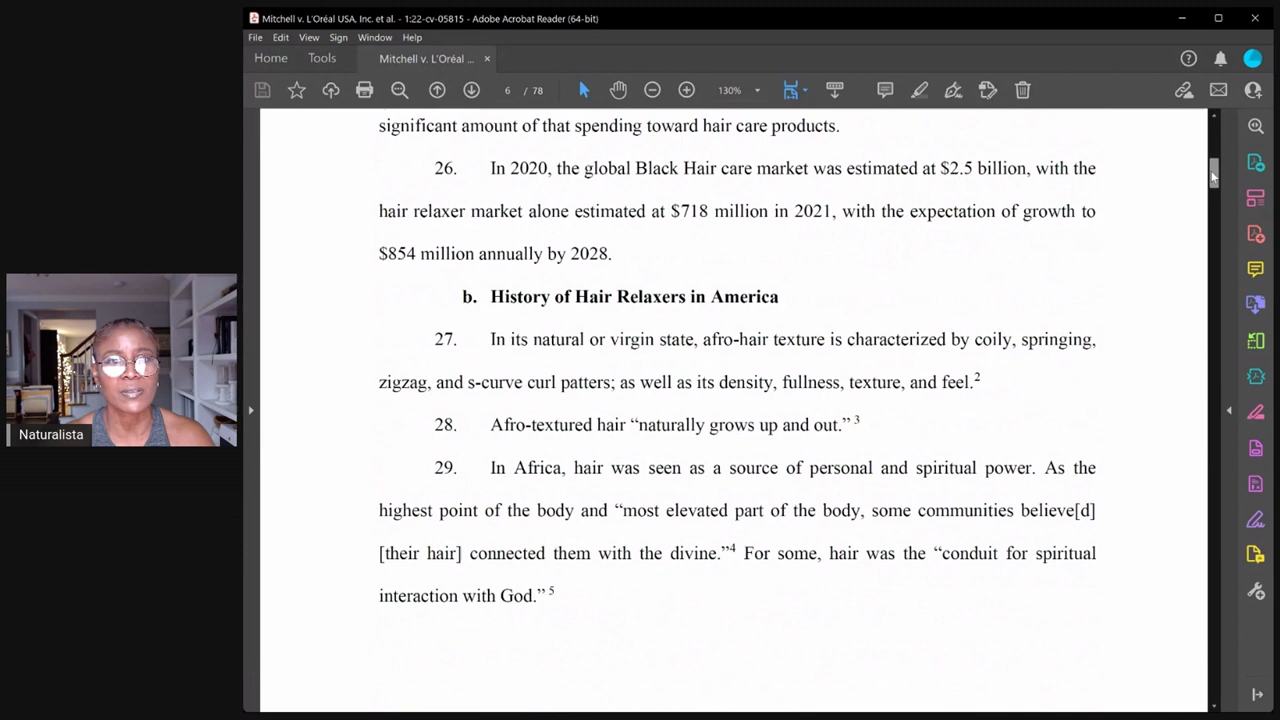 Mitchell v. L'Oréal USA, Inc. et al. - 1:22-cv-05815 - Adobe Acrobat Reader (64-bit)
File Edit View Sign Window Help
Home Tools Mitchell v. L'Oréal ... ×
6 / 78 130%
significant amount of that spending toward hair care products.
26. In 2020, the global Black Hair care market was estimated at $2.5 billion, with the
hair relaxer market alone estimated at $718 million in 2021, with the expectation of growth to
$854 million annually by 2028.
b. History of Hair Relaxers in America
27. In its natural or virgin state, afro-hair texture is characterized by coily, springing,
zigzag, and s-curve curl patters; as well as its density, fullness, texture, and feel.2
28. Afro-textured hair “naturally grows up and out.” 3
29. In Africa, hair was seen as a source of personal and spiritual power. As the
highest point of the body and “most elevated part of the body, some communities believe[d]
[their hair] connected them with the divine.”4 For some, hair was the “conduit for spiritual
interaction with God.” 5
Naturalista